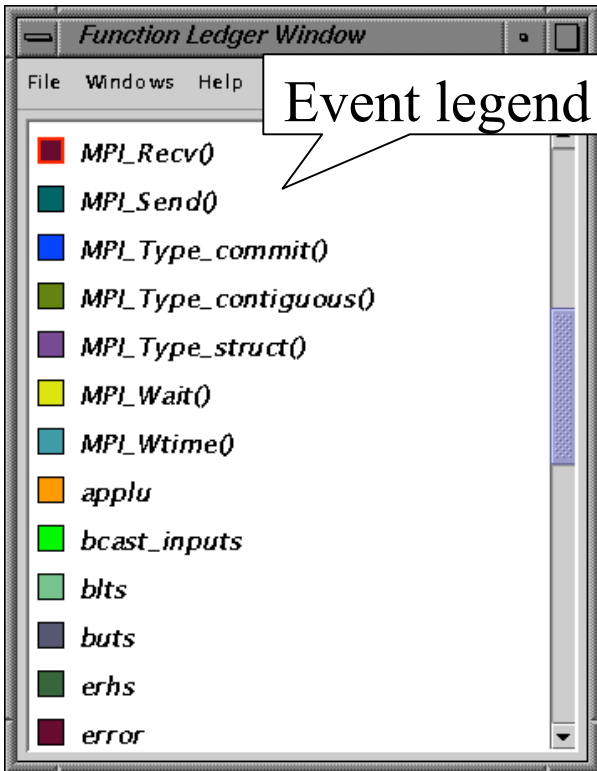 Function Ledger Window
File Windows Help
Event legend
MPI_Recv()
MPI_Send()
MPI_Type_commit()
MPI_Type_contiguous()
MPI_Type_struct()
MPI_Wait()
MPI_Wtime()
applu
bcast_inputs
blts
buts
erhs
error